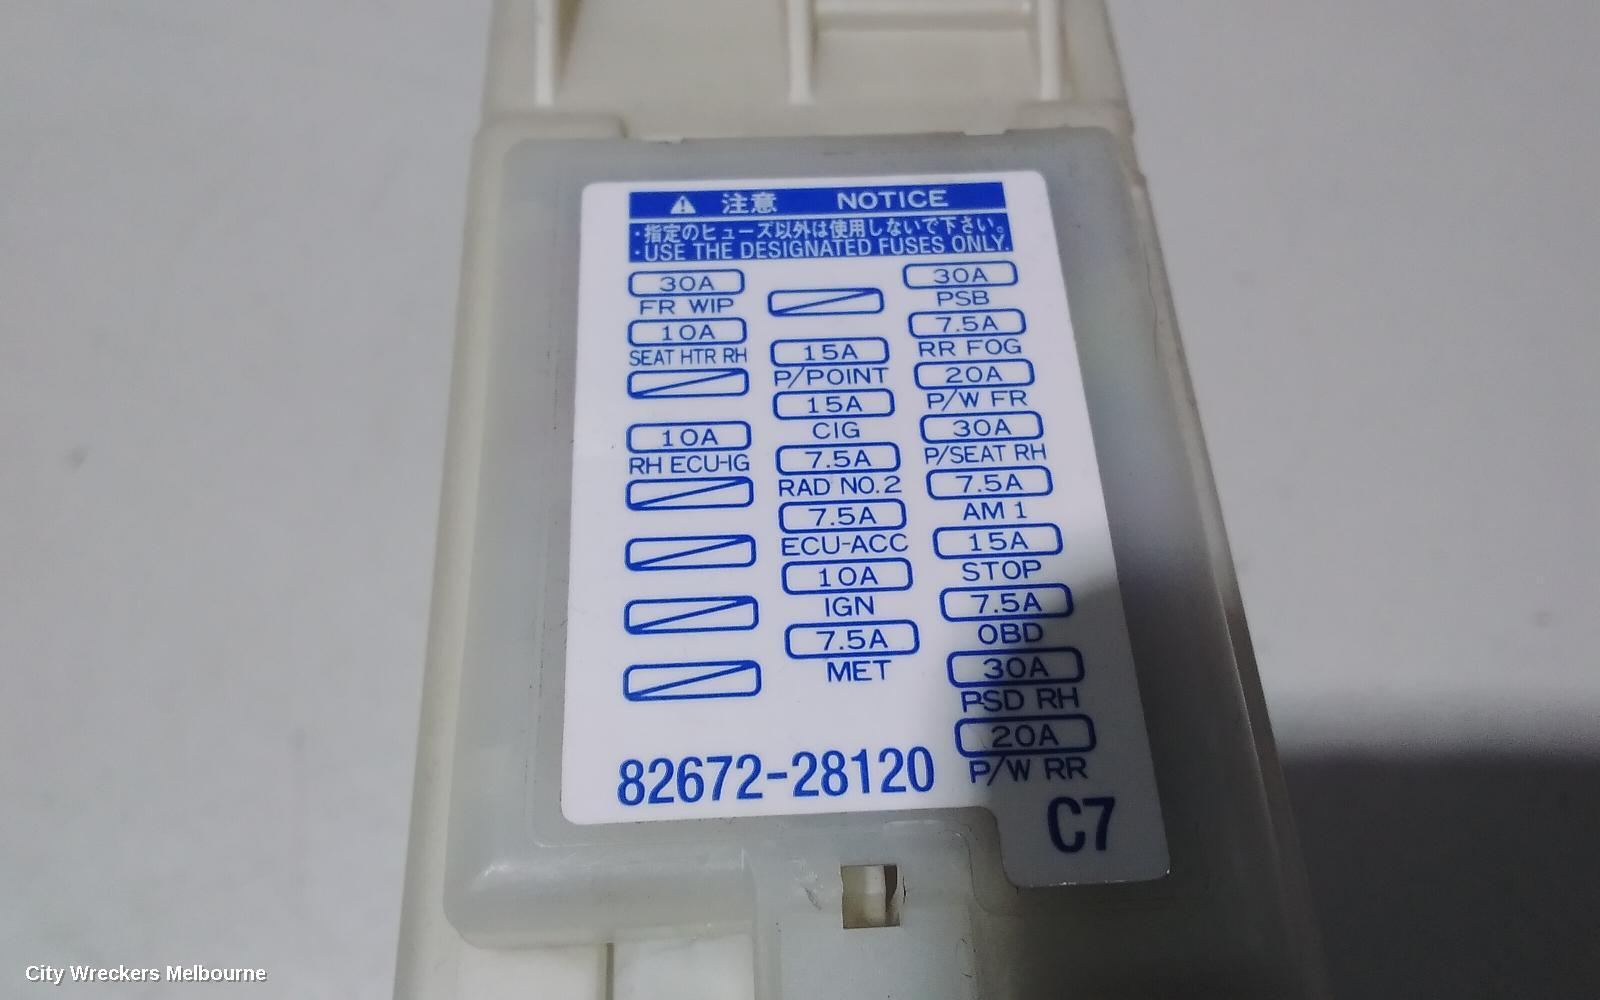 ⚠ 注意 NOTICE
・指定のヒューズ以外は使用しないで下さい。
・USE THE DESIGNATED FUSES ONLY.
30A
FR WIP
10A
SEAT HTR RH
10A
RH ECU-IG
15A
P/POINT
15A
CIG
7.5A
RAD NO.2
7.5A
ECU-ACC
10A
IGN
7.5A
MET
30A
PSB
7.5A
RR FOG
20A
P/W FR
30A
P/SEAT RH
7.5A
AM 1
15A
STOP
7.5A
OBD
30A
PSD RH
20A
P/W RR
82672-28120
C7
City Wreckers Melbourne